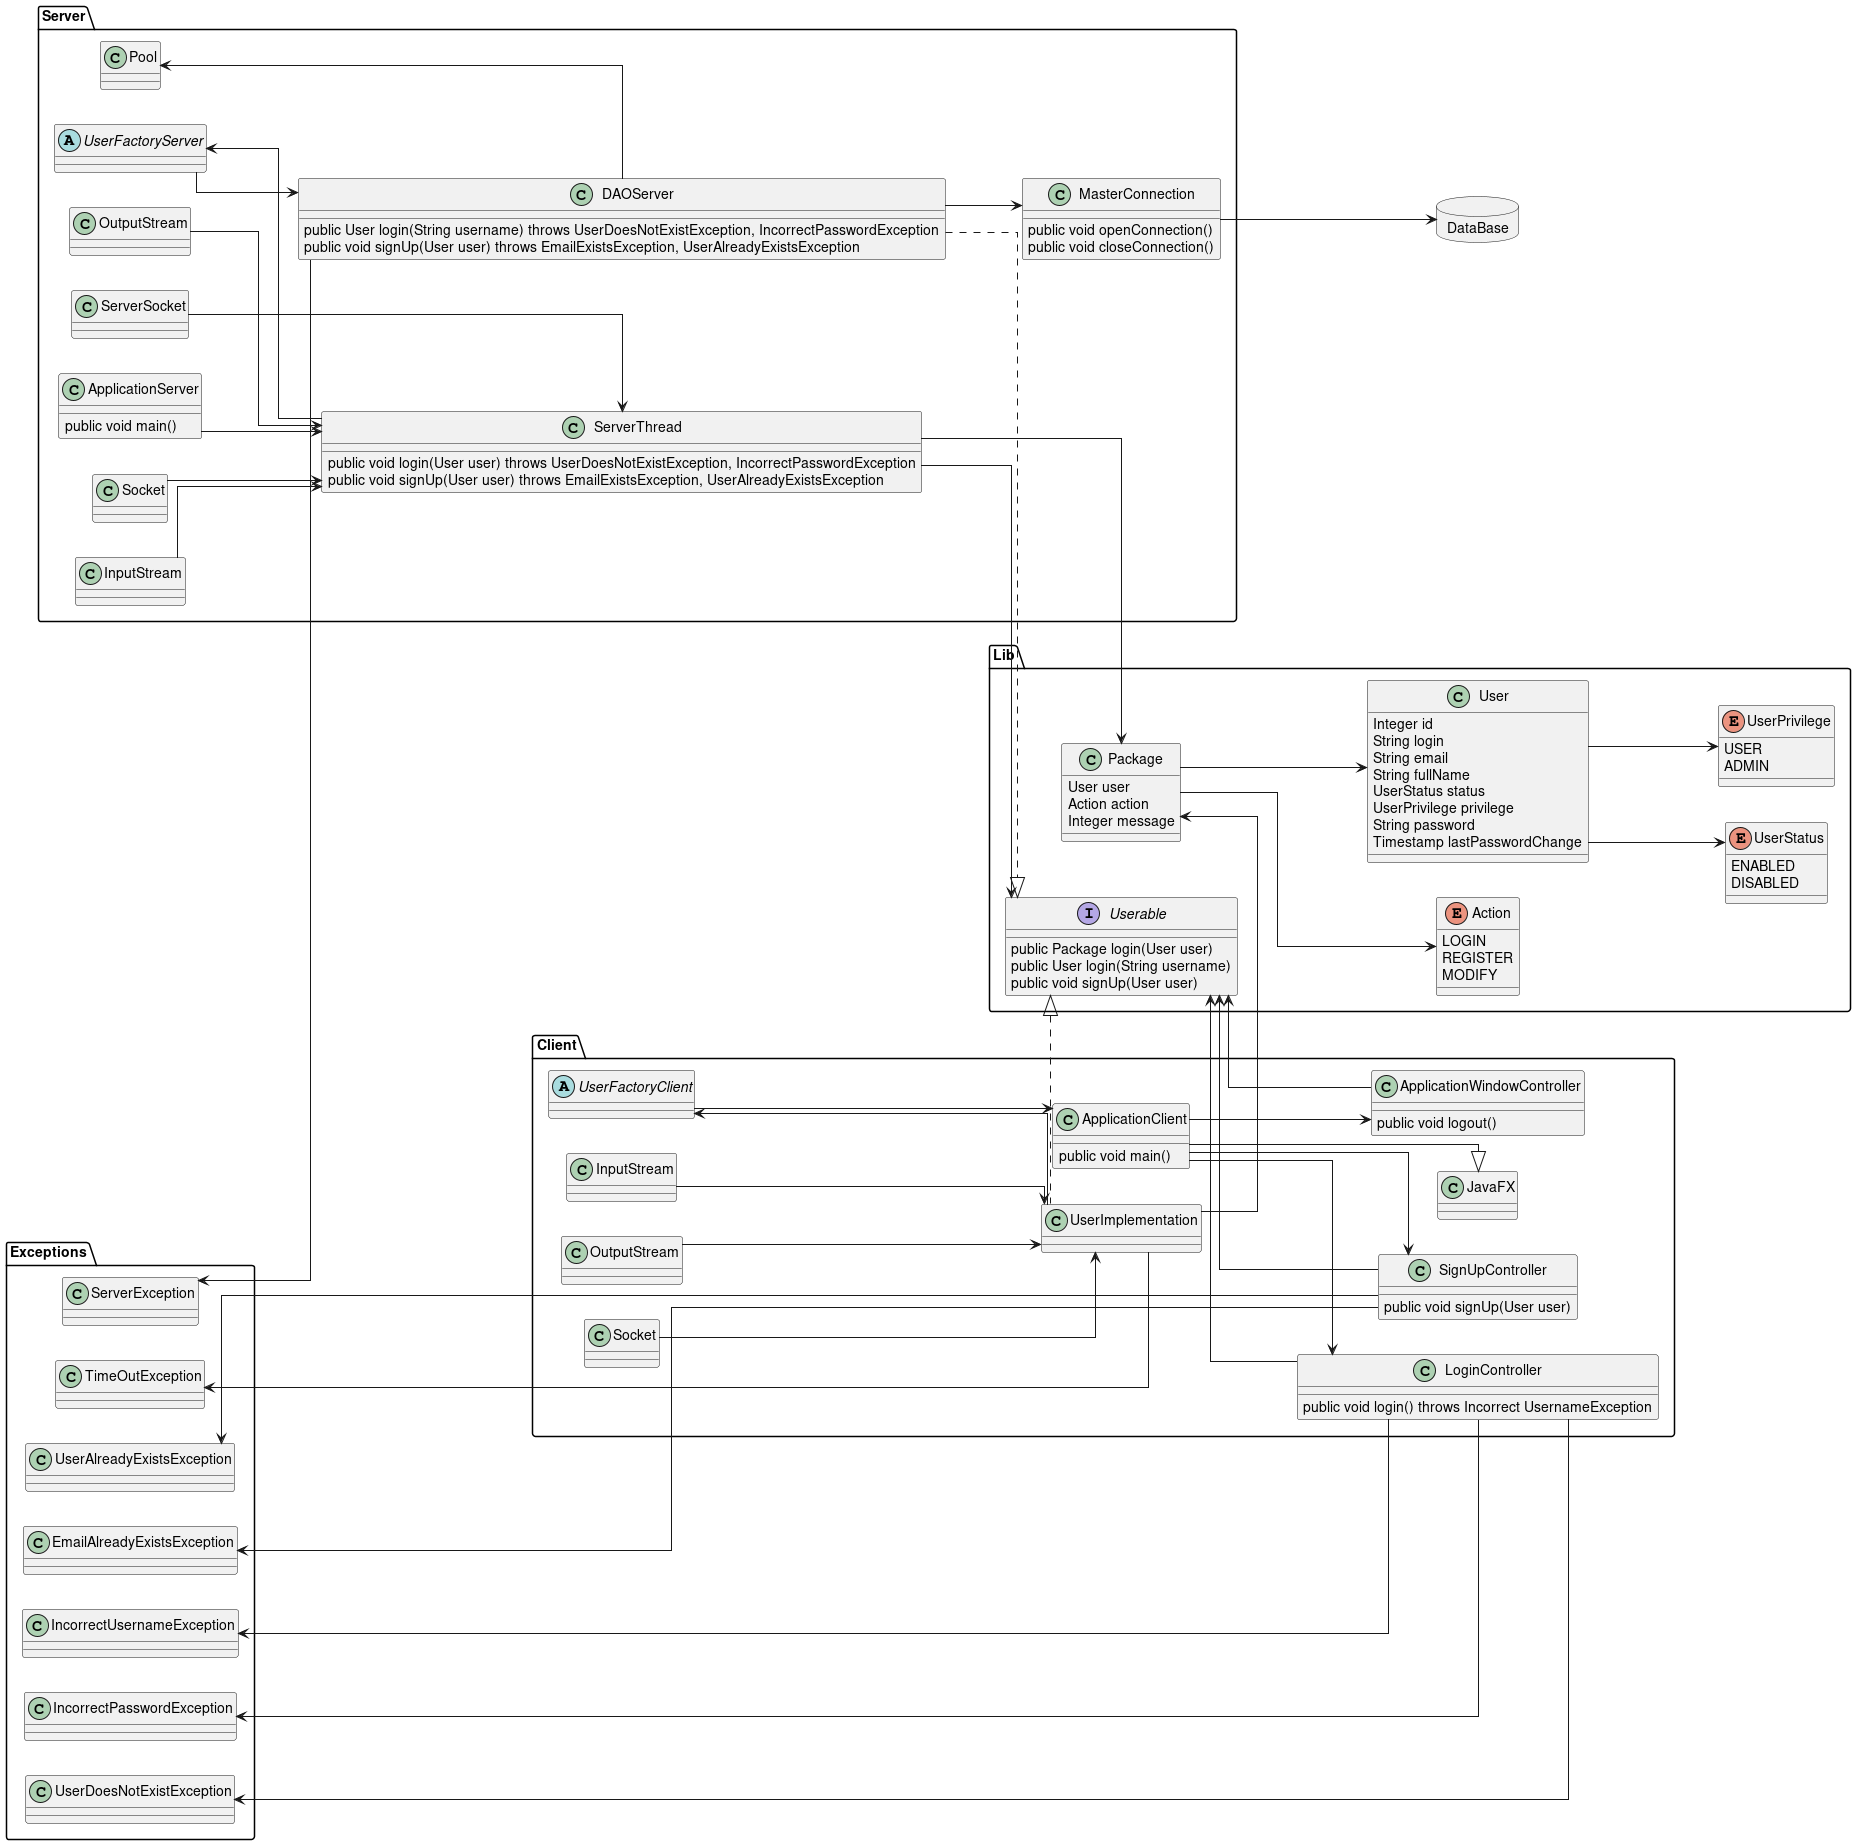 Server
C Pool
A UserFactoryServer
C OutputStream
C ServerSocket
C ApplicationServer
public void main()
C Socket
C InputStream
C DAOServer
public User login(String username) throws UserDoesNotExistException, IncorrectPasswordException
public void signUp(User user) throws EmailExistsException, UserAlreadyExistsException
C MasterConnection
public void openConnection()
public void closeConnection()
DataBase
C ServerThread
public void login(User user) throws UserDoesNotExistException, IncorrectPasswordException
public void signUp(User user) throws EmailExistsException, UserAlreadyExistsException
Lib
C Package
User user
Action action
Integer message
C User
Integer id
String login
String email
String fullName
UserStatus status
UserPrivilege privilege
String password
Timestamp lastPasswordChange
E UserPrivilege
USER
ADMIN
E UserStatus
ENABLED
DISABLED
I Userable
public Package login(User user)
public User login(String username)
public void signUp(User user)
E Action
LOGIN
REGISTER
MODIFY
Client
A UserFactoryClient
C InputStream
C OutputStream
C Socket
C ApplicationClient
public void main()
C UserImplementation
C ApplicationWindowController
public void logout()
C JavaFX
C SignUpController
public void signUp(User user)
C LoginController
public void login() throws Incorrect UsernameException
Exceptions
C ServerException
C TimeOutException
C UserAlreadyExistsException
C EmailAlreadyExistsException
C IncorrectUsernameException
C IncorrectPasswordException
C UserDoesNotExistException